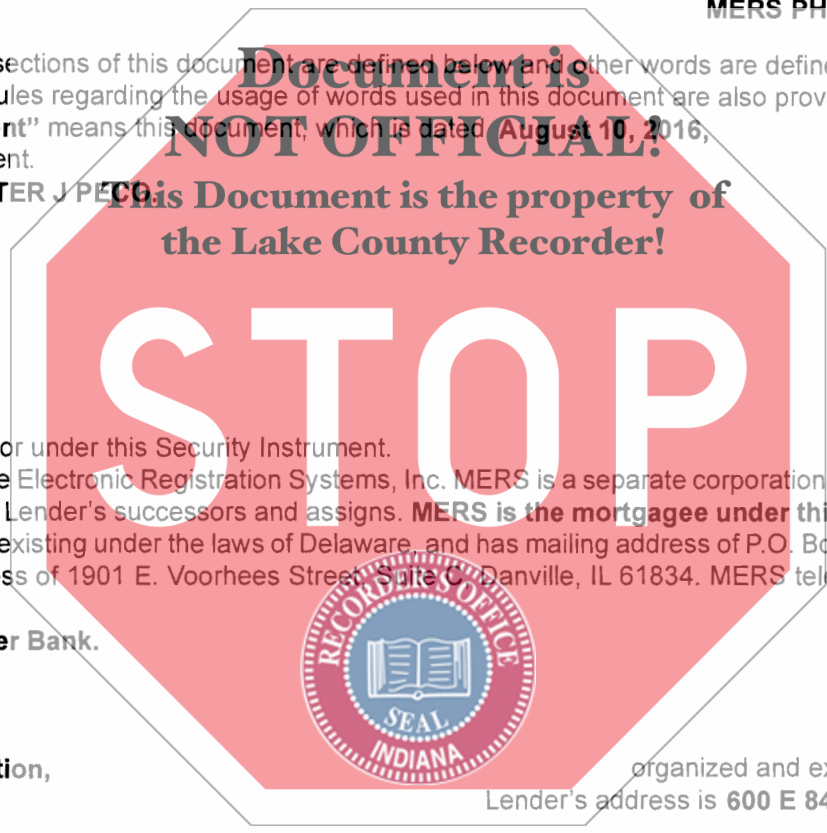 MERS PH
sections of this document are defined below and other words are define
Document is
ules regarding the usage of words used in this document are also prov
nt” means this document, which is dated August 10, 2016,
NOT OFFICIAL!
ent.
TER J PECO.
This Document is the property of
the Lake County Recorder!
STOP
or under this Security Instrument.
e Electronic Registration Systems, Inc. MERS is a separate corporation
Lender’s successors and assigns. MERS is the mortgagee under thi
existing under the laws of Delaware, and has mailing address of P.O. Bo
ss of 1901 E. Voorhees Street, Suite C, Danville, IL 61834. MERS tel
RECORDER'S OFFICE
er Bank.
SEAL
INDIANA
tion,
organized and ex
Lender’s address is 600 E 84